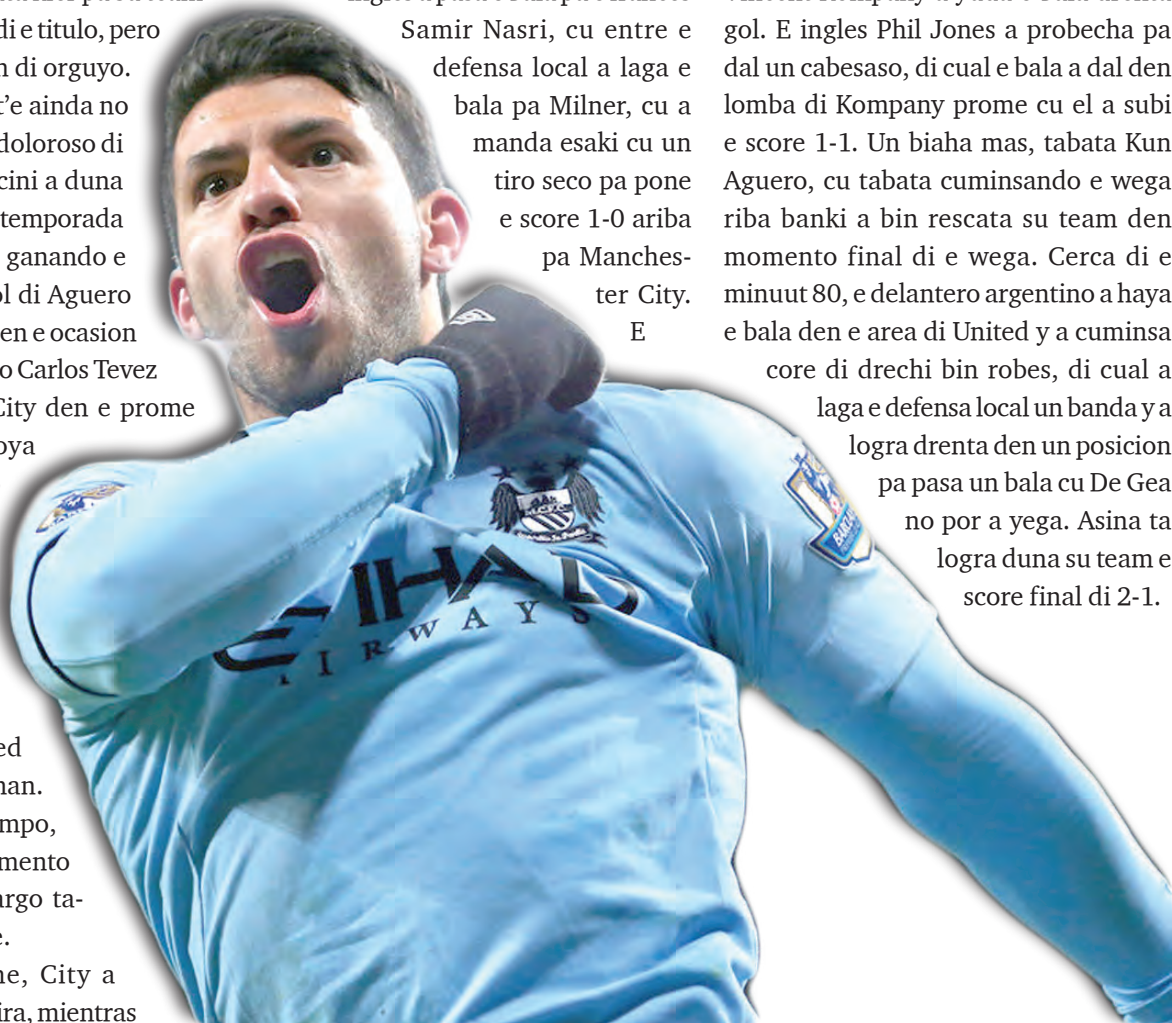 di e titulo, pero
di orguyo.
t'e ainda no
doloroso di
cini a duna
temporada
ganando e
ol di Aguero
en e ocasion
o Carlos Tevez
City den e prome
oya
ed
nan.
mpo,
mento
argo ta-
e.
ne, City a
ira, mientras
Samir Nasri, cu entre e
defensa local a laga e
bala pa Milner, cu a
manda esaki cu un
tiro seco pa pone
e score 1-0 ariba
pa Manches-
ter City.
E
gol. E ingles Phil Jones a probecha pa
dal un cabesaso, di cual e bala a dal den
lomba di Kompany prome cu el a subi
e score 1-1. Un biaha mas, tabata Kun
Aguero, cu tabata cuminsando e wega
riba banki a bin rescata su team den
momento final di e wega. Cerca di e
minuut 80, e delantero argentino a haya
e bala den e area di United y a cuminsa
core di drechi bin robes, di cual a
laga e defensa local un banda y a
logra drenta den un posicion
pa pasa un bala cu De Gea
no por a yega. Asina ta
logra duna su team e
score final di 2-1.
ETIHAD
AIRWAYS